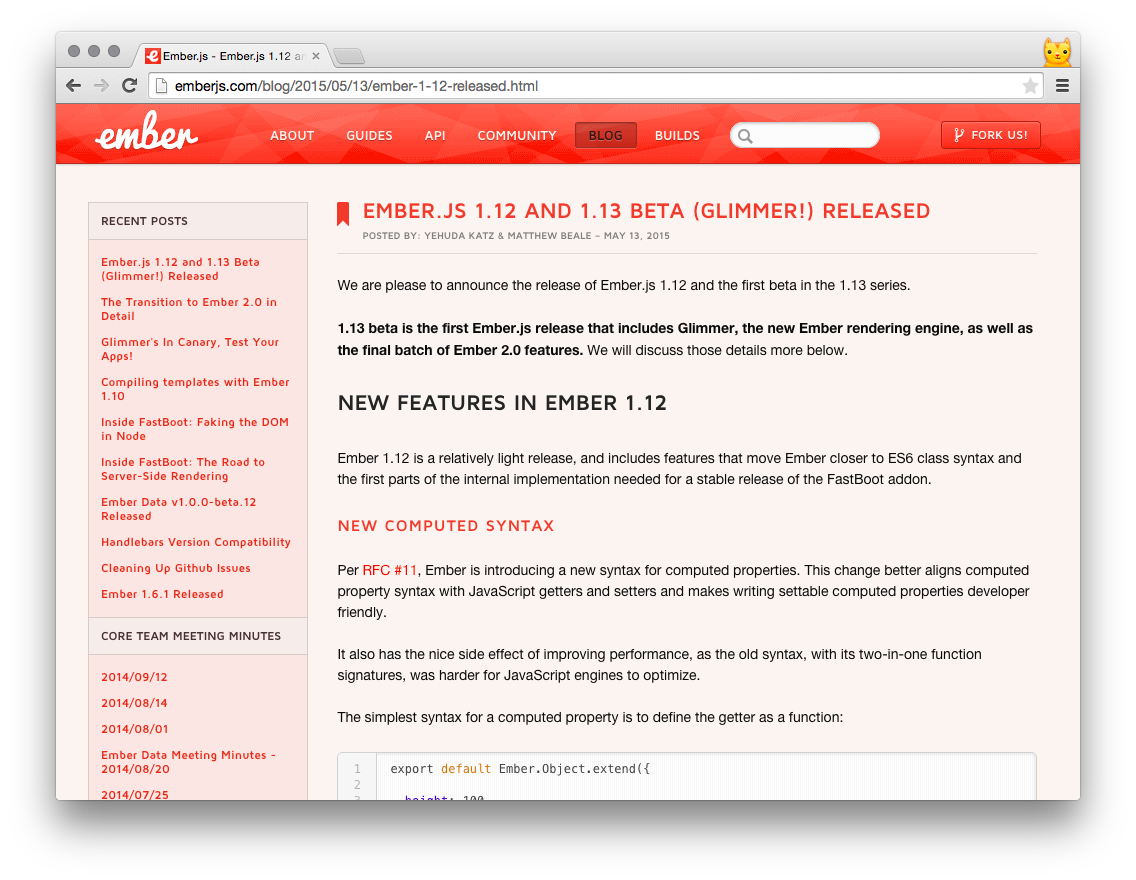 Ember.js - Ember.js 1.12 an
emberjs.com/blog/2015/05/13/ember-1-12-released.html
ember
ABOUT GUIDES API COMMUNITY BLOG BUILDS FORK US!
RECENT POSTS
Ember.js 1.12 and 1.13 Beta
(Glimmer!) Released
The Transition to Ember 2.0 in
Detail
Glimmer's In Canary, Test Your
Apps!
Compiling templates with Ember
1.10
Inside FastBoot: Faking the DOM
in Node
Inside FastBoot: The Road to
Server-Side Rendering
Ember Data v1.0.0-beta.12
Released
Handlebars Version Compatibility
Cleaning Up Github Issues
Ember 1.6.1 Released
CORE TEAM MEETING MINUTES
2014/09/12
2014/08/14
2014/08/01
Ember Data Meeting Minutes -
2014/08/20
2014/07/25
EMBER.JS 1.12 AND 1.13 BETA (GLIMMER!) RELEASED
POSTED BY: YEHUDA KATZ & MATTHEW BEALE – MAY 13, 2015
We are please to announce the release of Ember.js 1.12 and the first beta in the 1.13 series.
1.13 beta is the first Ember.js release that includes Glimmer, the new Ember rendering engine, as well as
the final batch of Ember 2.0 features. We will discuss those details more below.
NEW FEATURES IN EMBER 1.12
Ember 1.12 is a relatively light release, and includes features that move Ember closer to ES6 class syntax and
the first parts of the internal implementation needed for a stable release of the FastBoot addon.
NEW COMPUTED SYNTAX
Per RFC #11, Ember is introducing a new syntax for computed properties. This change better aligns computed
property syntax with JavaScript getters and setters and makes writing settable computed properties developer
friendly.
It also has the nice side effect of improving performance, as the old syntax, with its two-in-one function
signatures, was harder for JavaScript engines to optimize.
The simplest syntax for a computed property is to define the getter as a function:
1 export default Ember.Object.extend({
2
3 height: 100